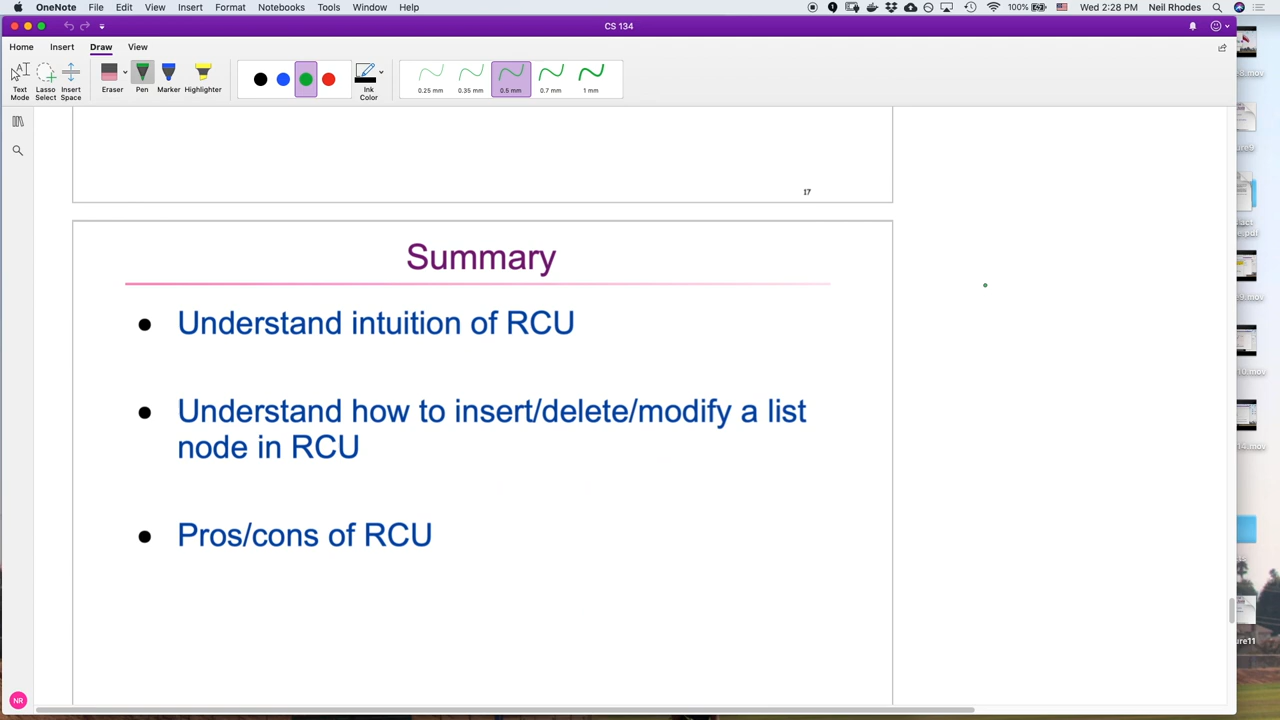 OneNote File Edit View Insert Format Notebooks Tools Window Help 100% Wed 2:28 PM Neil Rhodes
CS 134
Home Insert Draw View
Text Mode
Lasso Select
Insert Space
Eraser
Pen
Marker
Highlighter
Ink Color
0.25 mm
0.35 mm
0.5 mm
0.7 mm
1 mm
17
Summary
Understand intuition of RCU
Understand how to insert/delete/modify a list
node in RCU
Pros/cons of RCU
NR